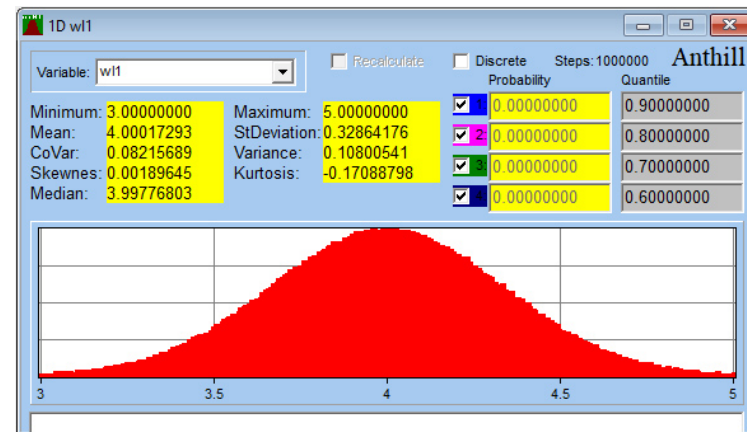 1D wl1
Variable: wl1
Recalculate
Discrete Steps:1000000 Anthill
Probability Quantile
Minimum: 3.00000000 Maximum: 5.00000000
Mean: 4.00017293 StDeviation: 0.32864176
CoVar: 0.08215689 Variance: 0.10800541
Skewnes: 0.00189645 Kurtosis: -0.17088798
Median: 3.99776803
1 0.00000000 0.90000000
2 0.00000000 0.80000000
3 0.00000000 0.70000000
4 0.00000000 0.60000000
3 3.5 4 4.5 5